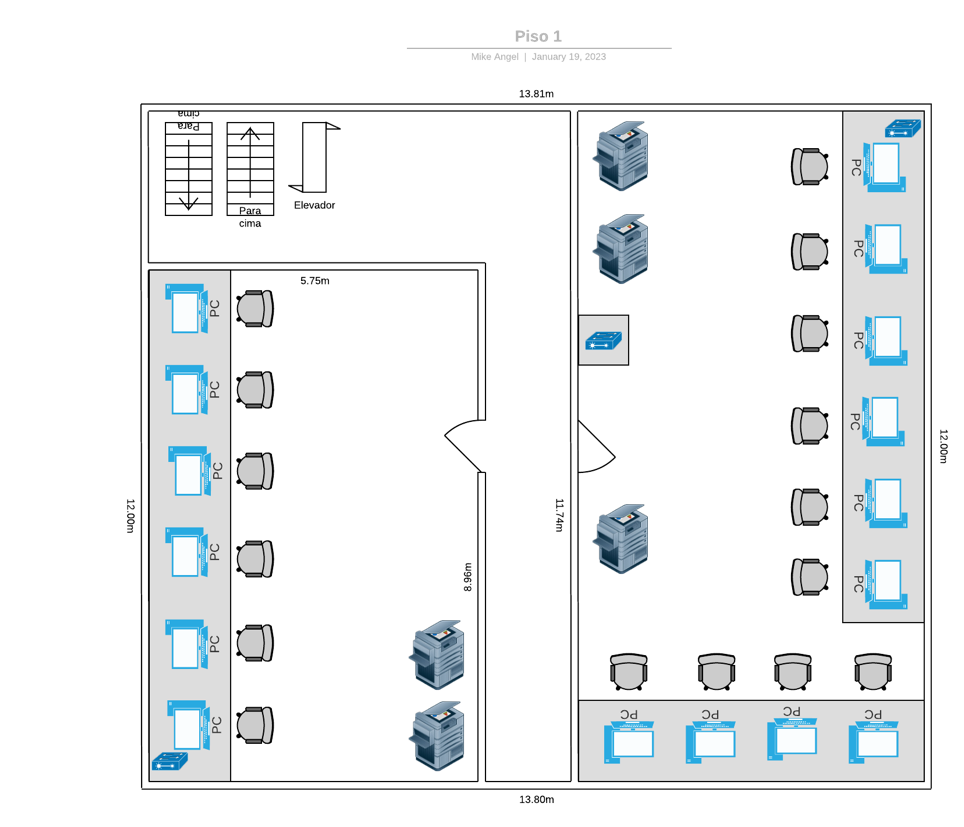 Piso 1
Mike Angel | January 19, 2023
13.81m
Para
cima
Para
cima
Elevador
5.75m
PC
PC
PC
PC
PC
PC
12.00m
8.96m
11.74m
PC
PC
PC
PC
PC
PC
12.00m
PC
PC
PC
PC
13.80m